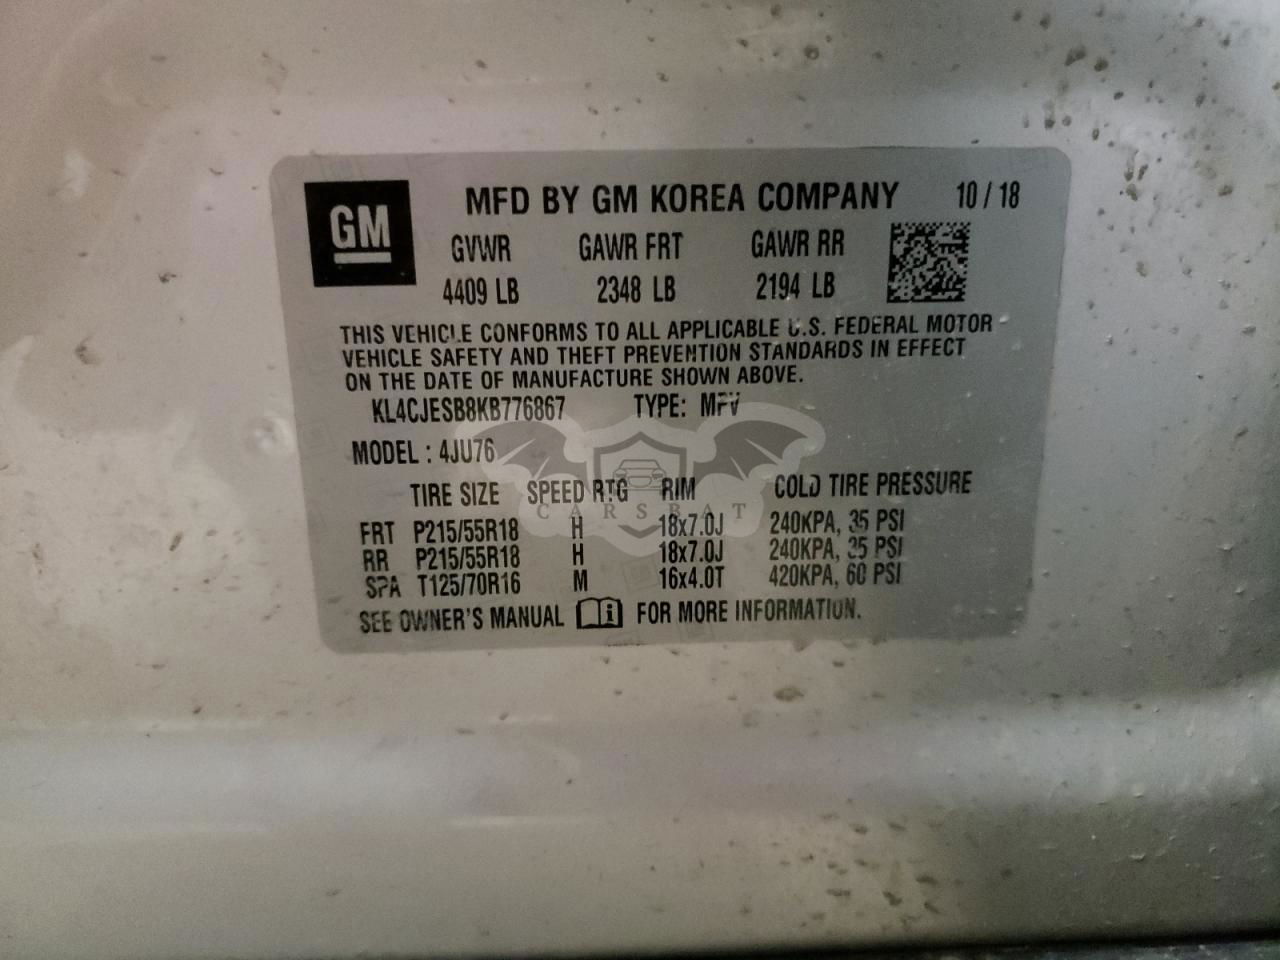 GM
MFD BY GM KOREA COMPANY 10 / 18
GVWR GAWR FRT GAWR RR
4409 LB 2348 LB 2194 LB
THIS VEHICLE CONFORMS TO ALL APPLICABLE U.S. FEDERAL MOTOR
VEHICLE SAFETY AND THEFT PREVENTION STANDARDS IN EFFECT
ON THE DATE OF MANUFACTURE SHOWN ABOVE.
KL4CJESB8KB776867 TYPE: MPV
MODEL : 4JU76
TIRE SIZE SPEED RTG RIM COLD TIRE PRESSURE
CARSBAT
FRT P215/55R18 H 18x7.0J 240KPA, 35 PSI
RR P215/55R18 H 18x7.0J 240KPA, 35 PSI
SPA T125/70R16 M 16x4.0T 420KPA, 60 PSI
SEE OWNER'S MANUAL i FOR MORE INFORMATION.